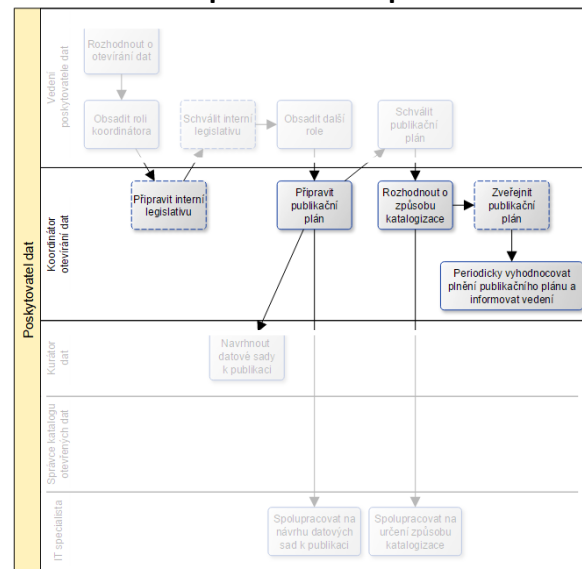 Poskytovatel dat
Vedení
poskytovatele dat
Rozhodnout o
otevírání dat
Obsadit roli
koordinátora
Schválit interní
legislativu
Obsadit další
role
Schválit
publikační
plán
Koordinátor
otevírání dat
Připravit interní
legislativu
Připravit
publikační
plán
Rozhodnout o
způsobu
katalogizace
Zveřejnit
publikační
plán
Periodicky vyhodnocovat
plnění publikačního plánu a
informovat vedení
Kurátor
dat
Navrhnout
datové sady
k publikaci
Správce katalogu
otevřených dat
IT specialista
Spolupracovat na
návrhu datových
sad k publikaci
Spolupracovat na
určení způsobu
katalogizace